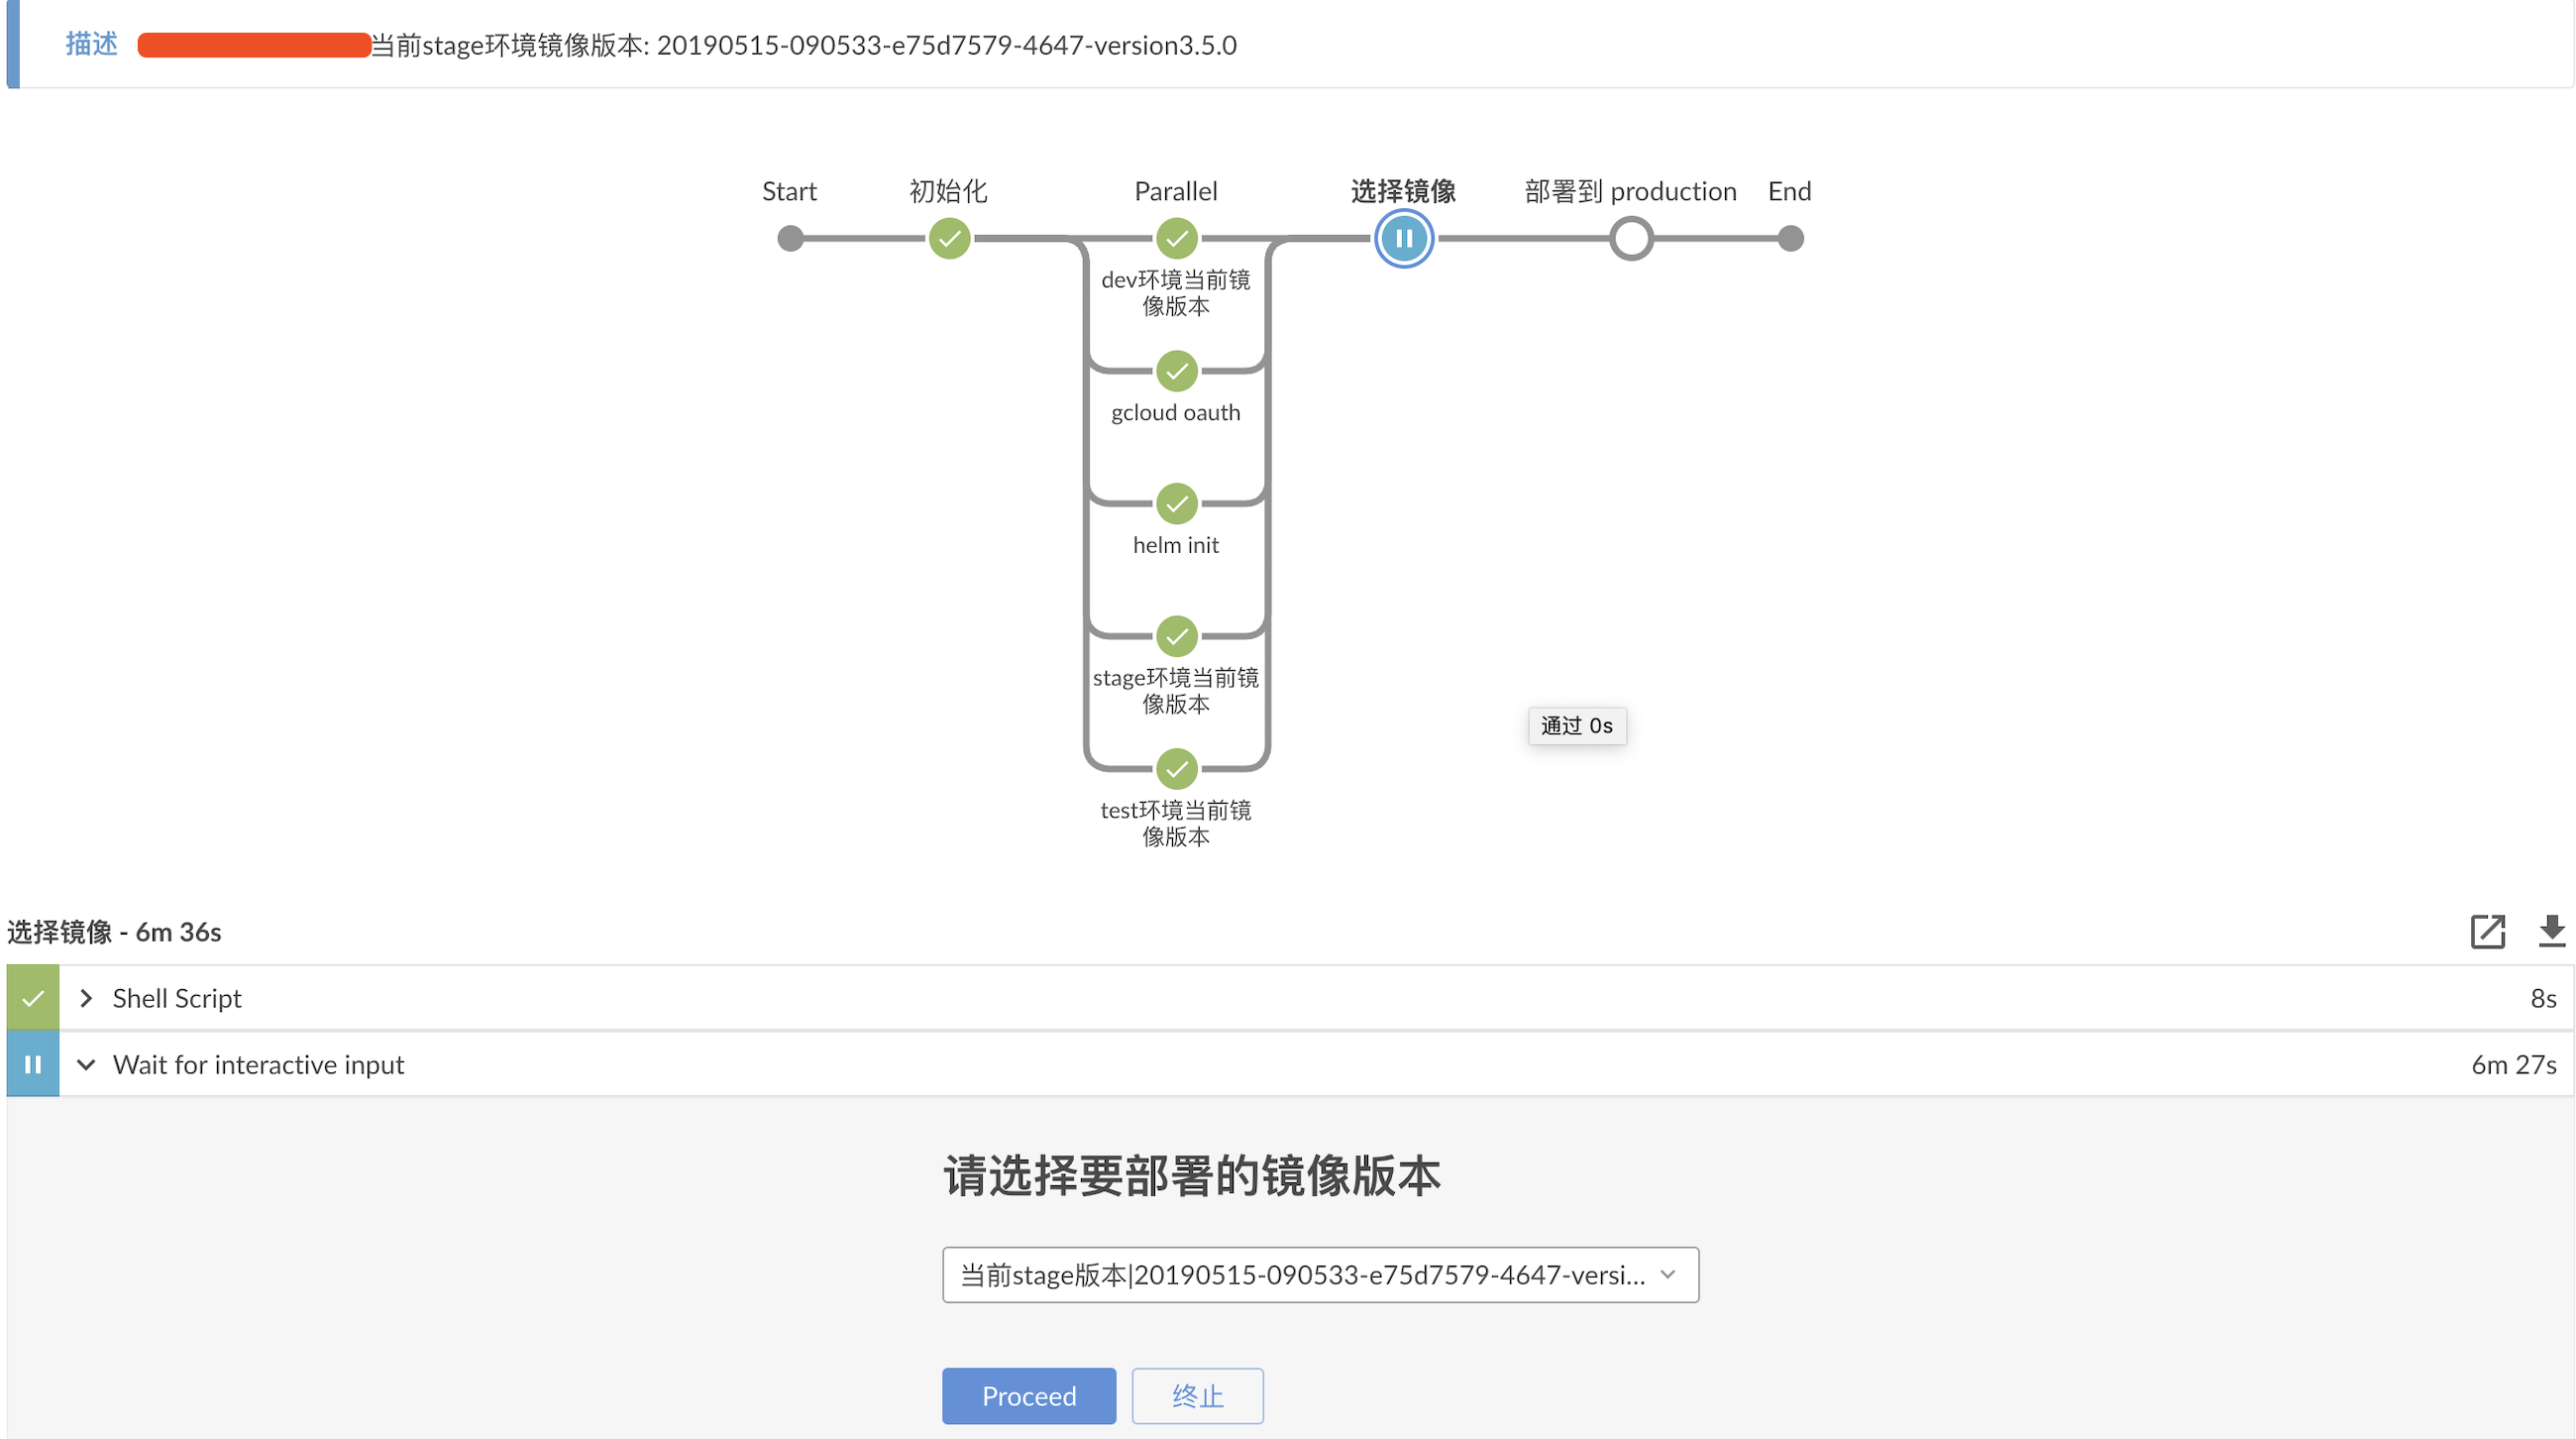 描述 当前stage环境镜像版本: 20190515-090533-e75d7579-4647-version3.5.0
Start 初始化 Parallel 选择镜像 部署到 production End
dev环境当前镜
像版本
gcloud oauth
helm init
stage环境当前镜
像版本
通过 0s
test环境当前镜
像版本
选择镜像 - 6m 36s
Shell Script 8s
Wait for interactive input 6m 27s
请选择要部署的镜像版本
当前stage版本|20190515-090533-e75d7579-4647-versi...
Proceed 终止